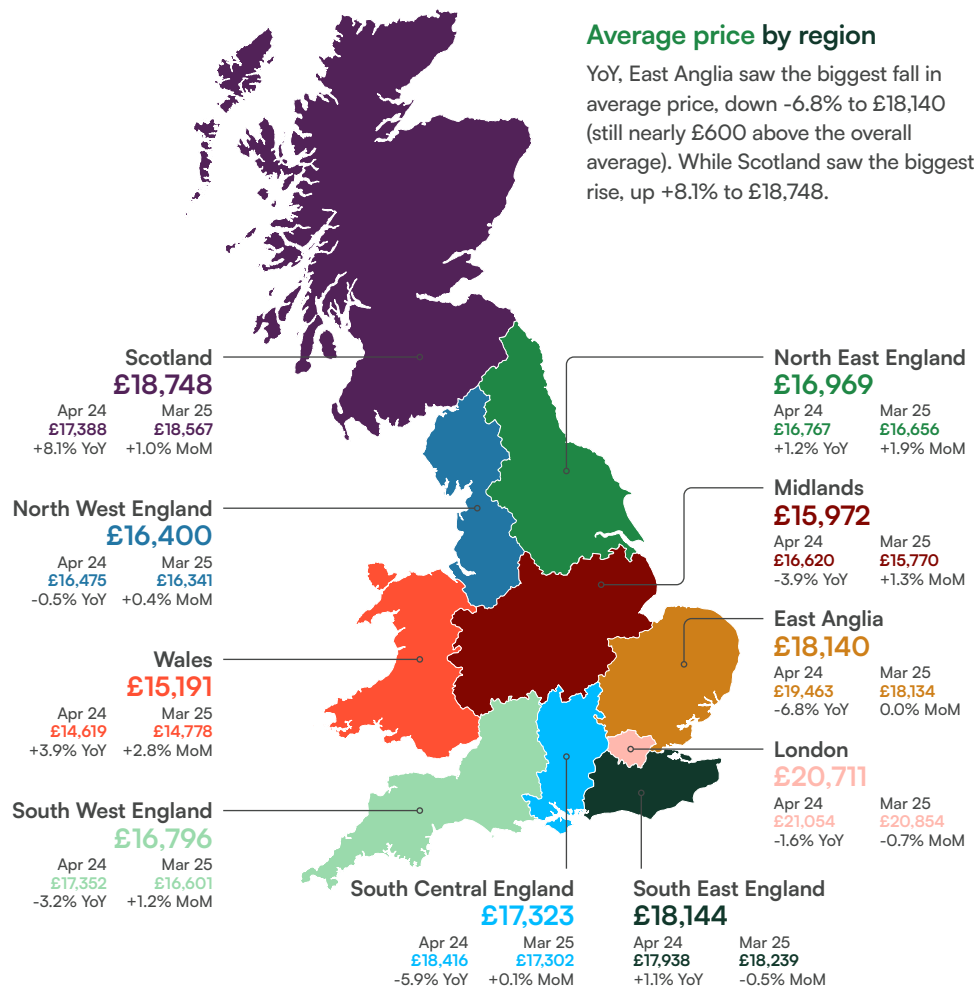 Average price by region
YoY, East Anglia saw the biggest fall in
average price, down -6.8% to £18,140
(still nearly £600 above the overall
average). While Scotland saw the biggest
rise, up +8.1% to £18,748.
Scotland
£18,748
Apr 24 Mar 25
£17,388 £18,567
+8.1% YoY +1.0% MoM
North East England
£16,969
Apr 24 Mar 25
£16,767 £16,656
+1.2% YoY +1.9% MoM
North West England
£16,400
Apr 24 Mar 25
£16,475 £16,341
-0.5% YoY +0.4% MoM
Midlands
£15,972
Apr 24 Mar 25
£16,620 £15,770
-3.9% YoY +1.3% MoM
East Anglia
£18,140
Apr 24 Mar 25
£19,463 £18,134
-6.8% YoY 0.0% MoM
Wales
£15,191
Apr 24 Mar 25
£14,619 £14,778
+3.9% YoY +2.8% MoM
London
£20,711
Apr 24 Mar 25
£21,054 £20,854
-1.6% YoY -0.7% MoM
South West England
£16,796
Apr 24 Mar 25
£17,352 £16,601
-3.2% YoY +1.2% MoM
South Central England
£17,323
Apr 24 Mar 25
£18,416 £17,302
-5.9% YoY +0.1% MoM
South East England
£18,144
Apr 24 Mar 25
£17,938 £18,239
+1.1% YoY -0.5% MoM